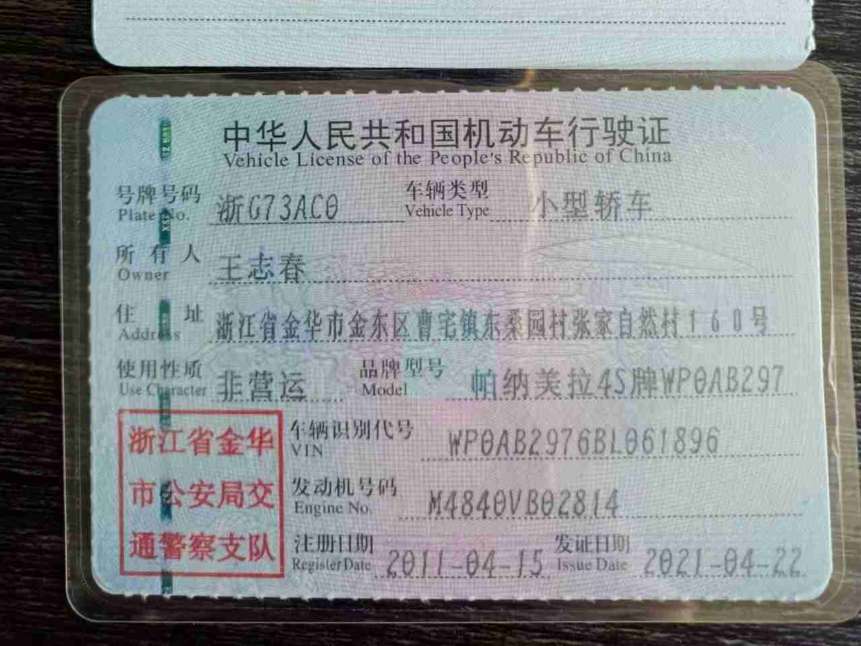 中华人民共和国机动车行驶证
Vehicle License of the People's Republic of China
号牌号码 浙G73AC0 车辆类型 小型轿车
Plate No. Vehicle Type
所有人 王志春
Owner
住址 浙江省金华市金东区曹宅镇东桑园村张家自然村160号
Address
使用性质 非营运 品牌型号 帕纳美拉4S牌WP0AB297
Use Character Model
浙江省金华 车辆识别代号 WP0AB2976BL061896
VIN
市公安局交 发动机号码 M4840VB02814
Engine No.
通警察支队 注册日期 2011-04-15 发证日期 2021-04-22
Register Date Issue Date